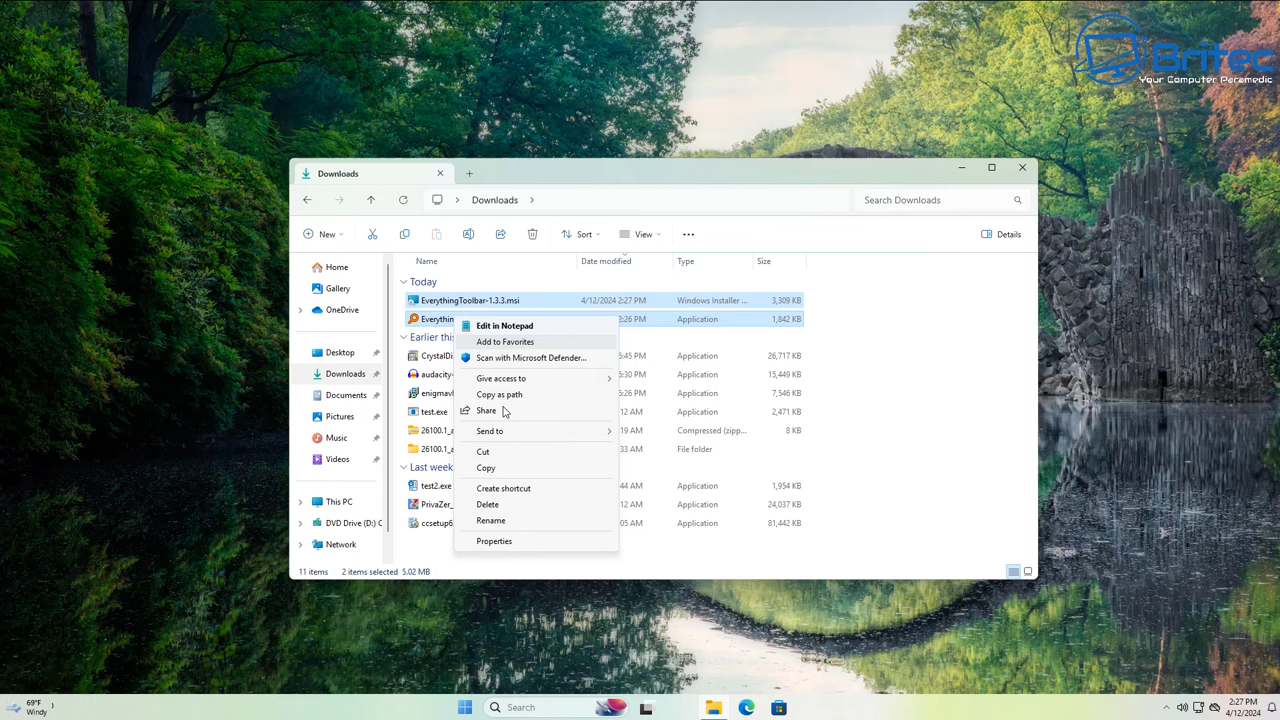 Britec
Your Computer Paramedic
Downloads
Downloads
Search Downloads
New
Sort
View
Details
Name
Date modified
Type
Size
Home
Gallery
OneDrive
Desktop
Downloads
Documents
Pictures
Music
Videos
This PC
DVD Drive (D:) C
Network
Today
EverythingToolbar-1.3.3.msi 4/12/2024 2:27 PM Windows Installer ... 3,309 KB
Everything 2:26 PM Application 1,842 KB
Earlier this
CrystalDi 6:45 PM Application 26,717 KB
audacity- 6:30 PM Application 15,449 KB
enigmavi 6:26 PM Application 7,546 KB
test.exe 12 AM Application 2,471 KB
26100.1_a 19 AM Compressed (zipp... 8 KB
26100.1_a 33 AM File folder
Last week
test2.exe 44 AM Application 1,954 KB
PrivaZer_ 12 AM Application 24,037 KB
ccsetup6 05 AM Application 81,442 KB
Edit in Notepad
Add to Favorites
Scan with Microsoft Defender...
Give access to
Copy as path
Share
Send to
Cut
Copy
Create shortcut
Delete
Rename
Properties
11 items 2 items selected 5.02 MB
69°F
Windy
Search
2:27 PM
4/12/2024